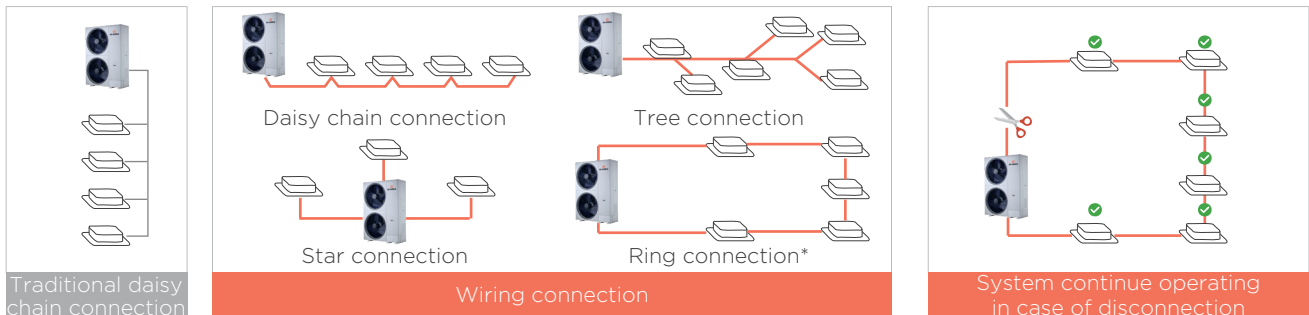 Daisy chain connection
Tree connection
Star connection
Ring connection*
Traditional daisy
chain connection
Wiring connection
System continue operating
in case of disconnection